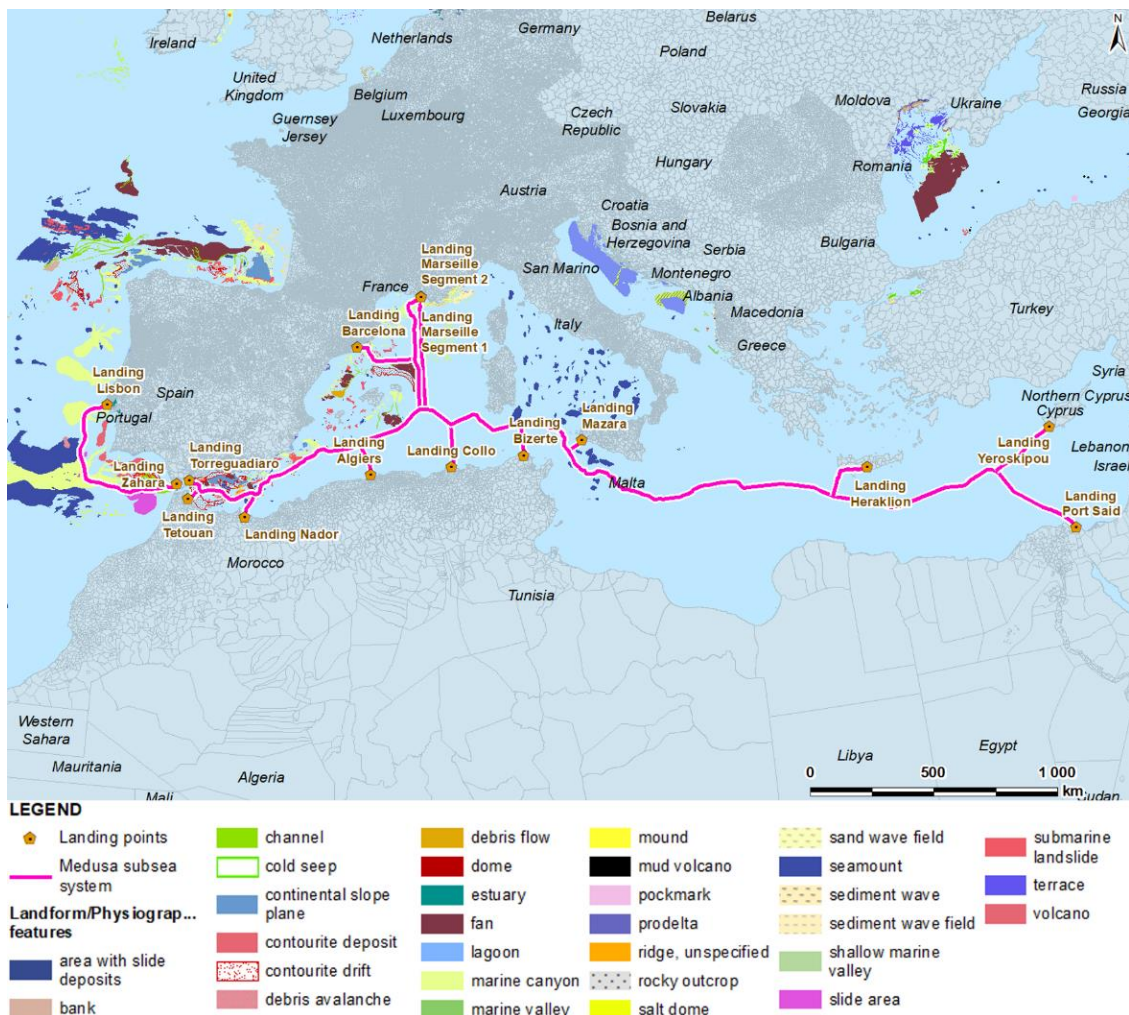 N
Belarus
Germany
Netherlands
Ireland
Poland
United
Kingdom
Belgium
Luxembourg
Czech
Republic
Slovakia
Moldova
Ukraine
Russia
Georgia
Guernsey
Jersey
Hungary
Romania
Austria
Croatia
Bosnia and
Herzegovina
Serbia
Bulgaria
San Marino
Montenegro
Albania
Macedonia
Greece
Turkey
Landing
Marseille
Segment 2
France
Landing
Barcelona
Landing
Marseille
Segment 1
Italy
Landing
Lisbon
Spain
Portugal
Syria
Northern Cyprus
Cyprus
Lebanon
Israel
Landing
Zahara
Landing
Torreguadiaro
Landing
Algiers
Landing Collo
Landing
Bizerte
Landing
Mazara
Malta
Landing
Heraklion
Landing
Yeroskipou
Landing
Port Said
Landing
Tetouan
Landing Nador
Morocco
Tunisia
Western
Sahara
Mauritania
Mali
Algeria
Libya
Egypt
Sudan
0 500 1 000
km
LEGEND
Landing points
Medusa subsea
system
Landform/Physiograp...
features
area with slide
deposits
bank
channel
cold seep
continental slope
plane
contourite deposit
contourite drift
debris avalanche
debris flow
dome
estuary
fan
lagoon
marine canyon
marine valley
mound
mud volcano
pockmark
prodelta
ridge, unspecified
rocky outcrop
salt dome
sand wave field
seamount
sediment wave
sediment wave field
shallow marine
valley
slide area
submarine
landslide
terrace
volcano